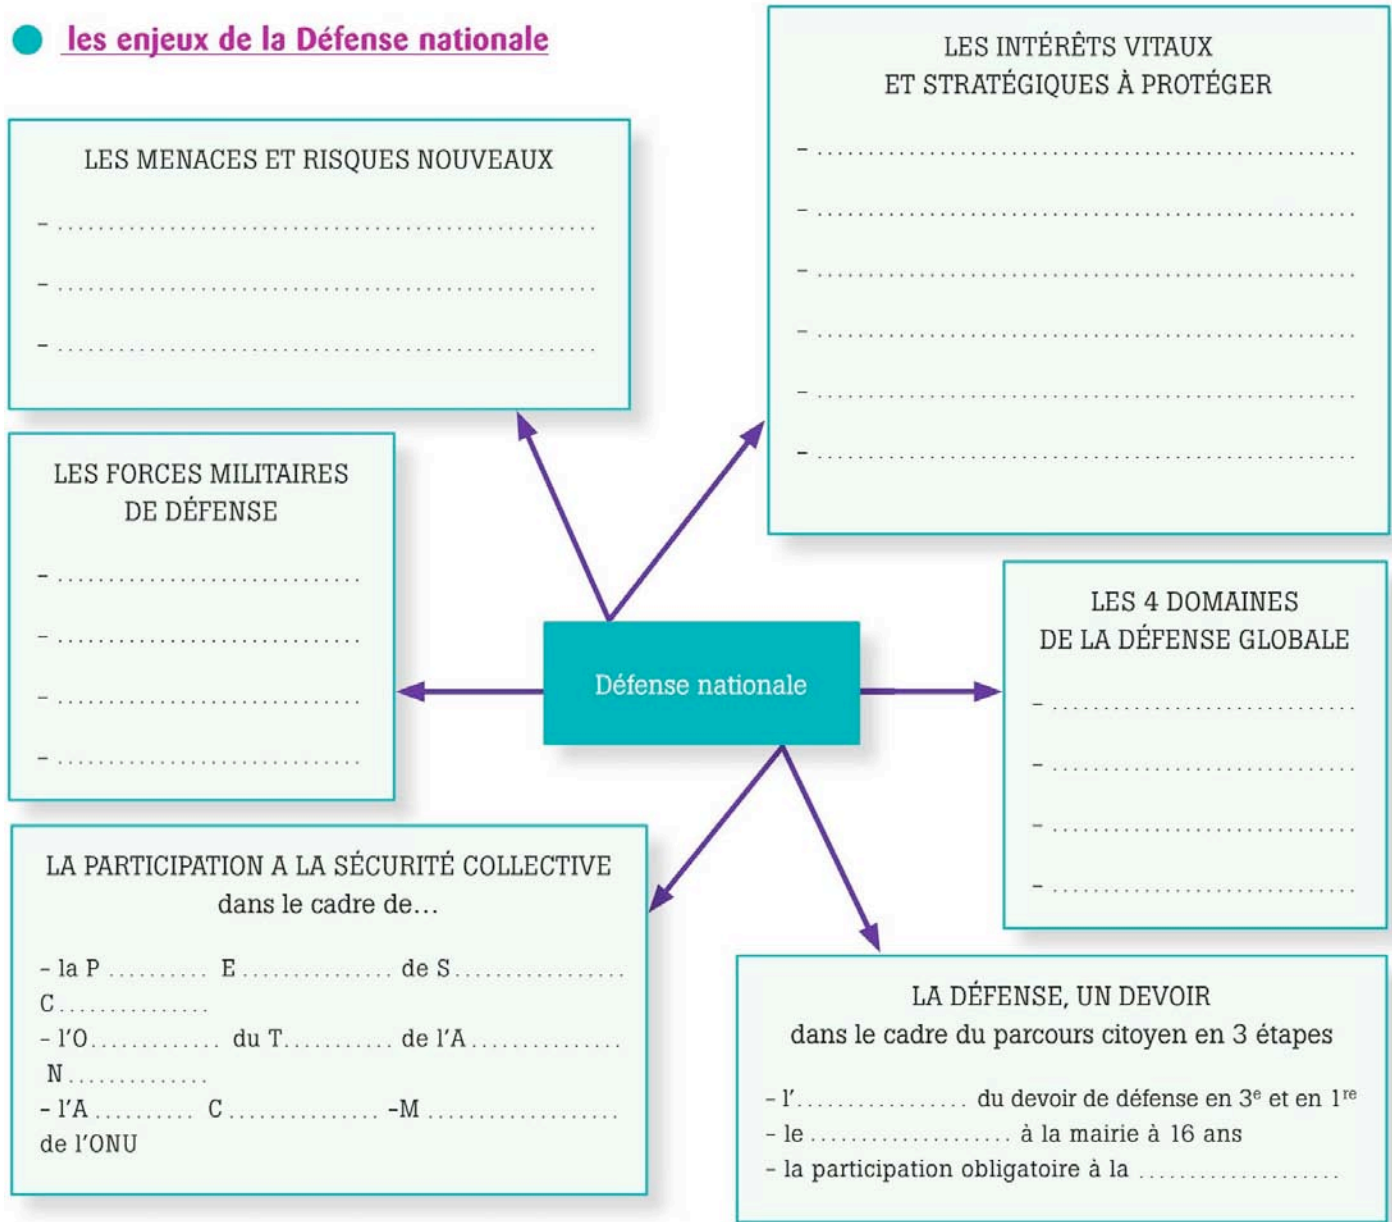 les enjeux de la Défense nationale
LES INTÉRÊTS VITAUX
ET STRATÉGIQUES À PROTÉGER
- ..........................................................
- ..........................................................
- ..........................................................
- ..........................................................
- ..........................................................
- ..........................................................
LES MENACES ET RISQUES NOUVEAUX
- ..........................................................
- ..........................................................
- ..........................................................
LES FORCES MILITAIRES
DE DÉFENSE
- ................................
- ................................
- ................................
- ................................
Défense nationale
LES 4 DOMAINES
DE LA DÉFENSE GLOBALE
- ................................
- ................................
- ................................
- ................................
LA PARTICIPATION A LA SÉCURITÉ COLLECTIVE
dans le cadre de...
- la P .......... E ............... de S .................
C ...............
- l'O ............. du T ........... de l'A ...............
N ..............
- l'A .......... C ............... -M ....................
de l'ONU
LA DÉFENSE, UN DEVOIR
dans le cadre du parcours citoyen en 3 étapes
- l' ................. du devoir de défense en 3e et en 1re
- le .................... à la mairie à 16 ans
- la participation obligatoire à la ....................